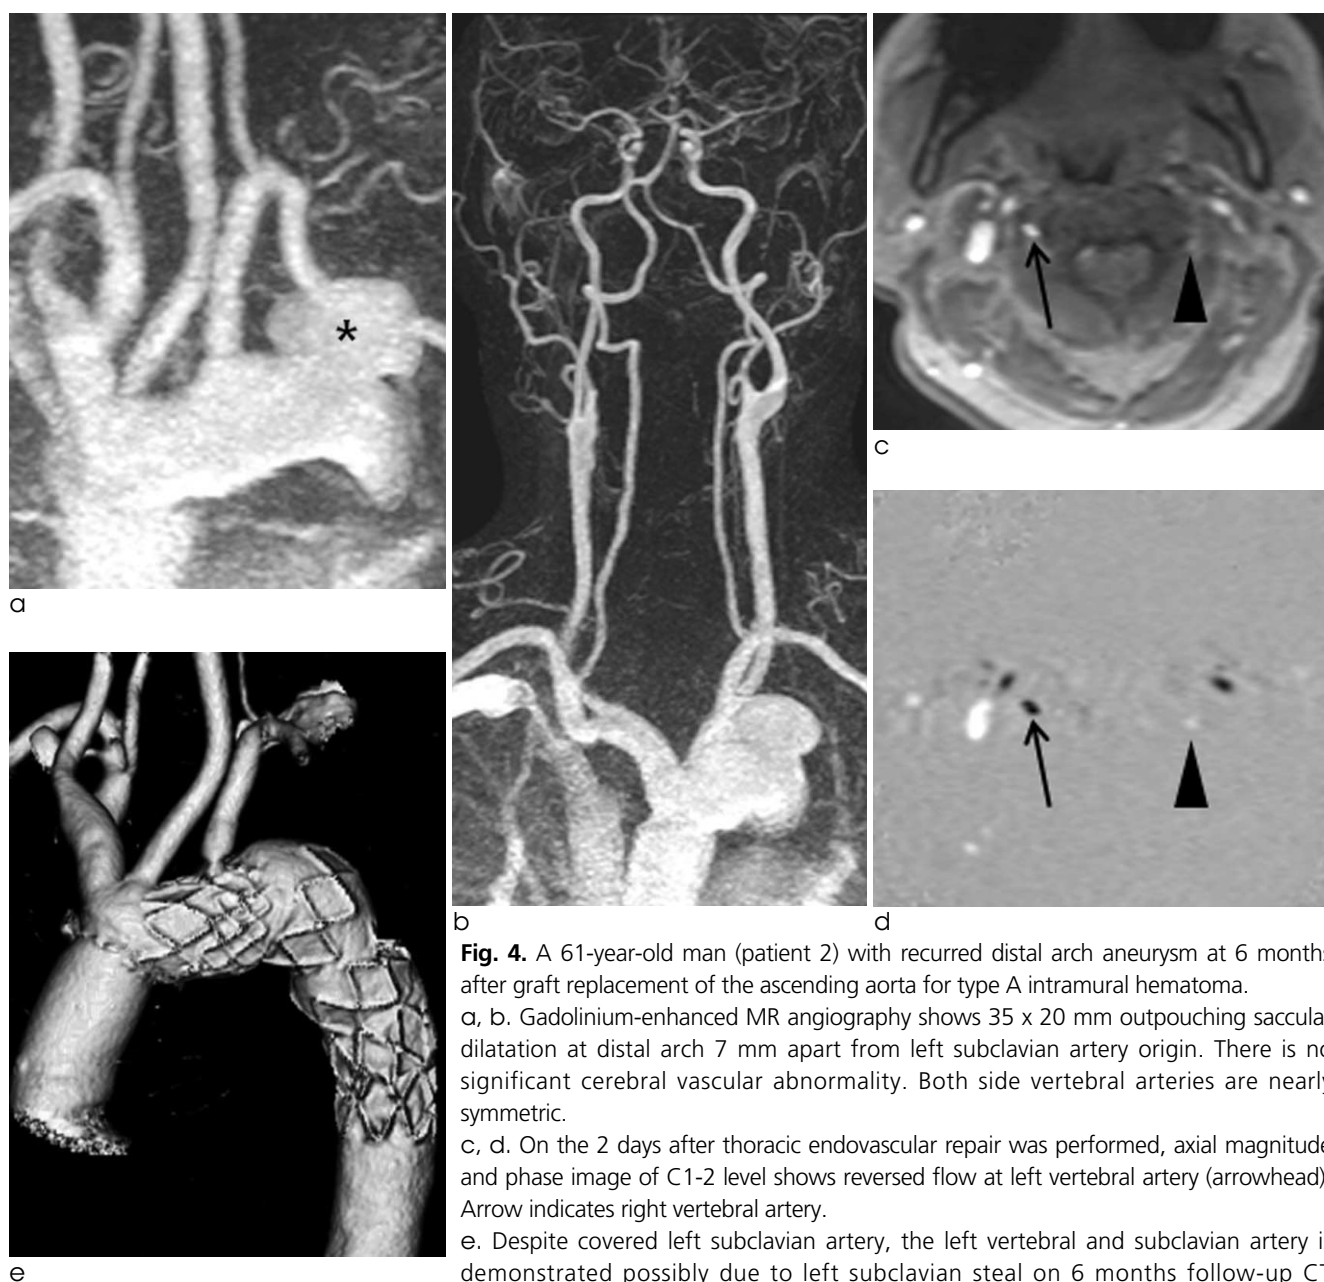 *
a
b
c
d
e
Fig. 4. A 61-year-old man (patient 2) with recurred distal arch aneurysm at 6 months
after graft replacement of the ascending aorta for type A intramural hematoma.
a, b. Gadolinium-enhanced MR angiography shows 35 x 20 mm outpouching saccula
dilatation at distal arch 7 mm apart from left subclavian artery origin. There is no
significant cerebral vascular abnormality. Both side vertebral arteries are nearly
symmetric.
c, d. On the 2 days after thoracic endovascular repair was performed, axial magnitude
and phase image of C1-2 level shows reversed flow at left vertebral artery (arrowhead)
Arrow indicates right vertebral artery.
e. Despite covered left subclavian artery, the left vertebral and subclavian artery i
demonstrated possibly due to left subclavian steal on 6 months follow-up CT